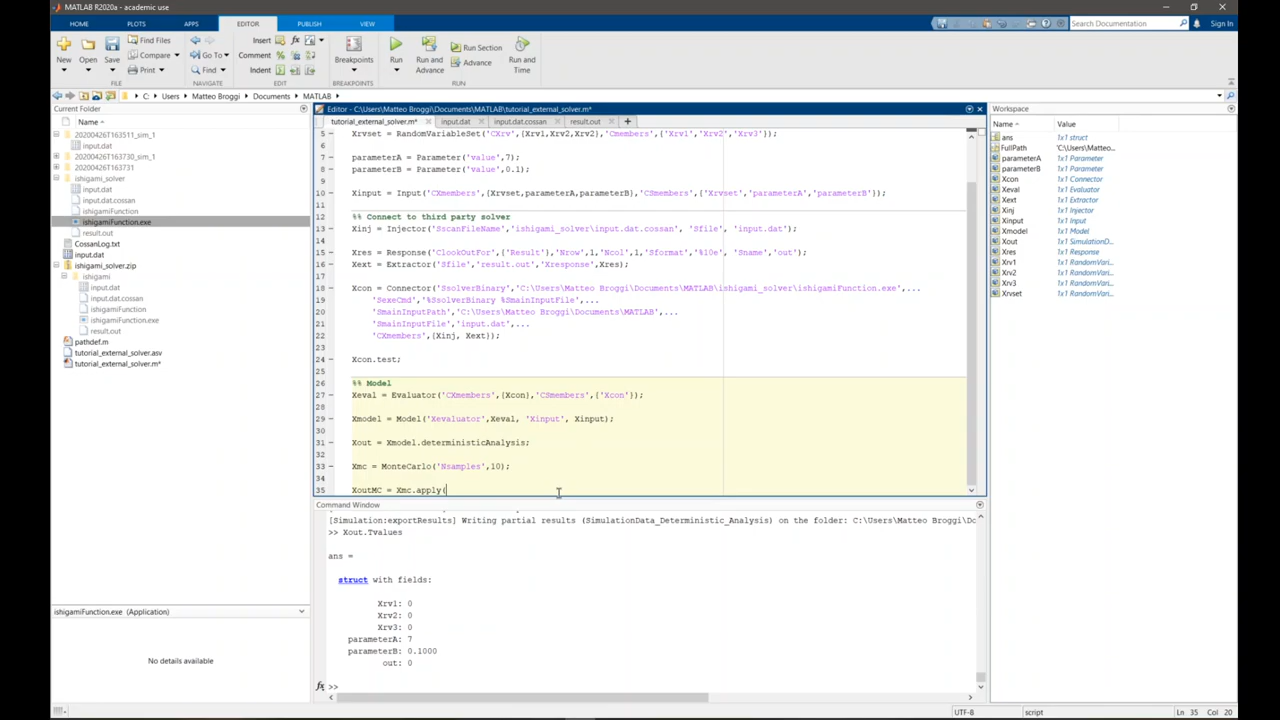 MATLAB R2020a - academic use
HOME PLOTS APPS EDITOR PUBLISH VIEW
Search Documentation
Sign In
New Open Save
Find Files
Compare
Print
Go To
Find
Insert
Comment
Indent
Breakpoints
Run
Run and Advance
Run Section
Advance
Run and Time
FILE NAVIGATE EDIT BREAKPOINTS RUN
C: Users Matteo Broggi Documents MATLAB
Current Folder
Name
20200426T163511_sim_1
input.dat
20200426T163730_sim_1
20200426T163731
ishigami_solver
input.dat
input.dat.cossan
ishigamiFunction
ishigamiFunction.exe
result.out
CossanLog.txt
input.dat
ishigami_solver.zip
ishigami
input.dat
input.dat.cossan
ishigamiFunction
ishigamiFunction.exe
result.out
pathdef.m
tutorial_external_solver.asv
tutorial_external_solver.m*
ishigamiFunction.exe (Application)
No details available
Editor - C:\Users\Matteo Broggi\Documents\MATLAB\tutorial_external_solver.m*
tutorial_external_solver.m* input.dat input.dat.cossan result.out
5 Xrvset = RandomVariableSet('CXrv',{Xrv1,Xrv2,Xrv3},'Cmembers',{'Xrv1','Xrv2','Xrv3'});
6
7 parameterA = Parameter('value',7);
8 parameterB = Parameter('value',0.1);
9
10 Xinput = Input('CXmembers',{Xrvset,parameterA,parameterB},'CSmembers',{'Xrvset','parameterA','parameterB'});
11
12 %% Connect to third party solver
13 Xinj = Injector('SscanFileName','ishigami_solver\input.dat.cossan', 'Sfile', 'input.dat');
14
15 Xres = Response('ClookOutFor',{'Result'},'Nrow',1,'Ncol',1,'Sformat','%10e', 'Sname','out');
16 Xext = Extractor('Sfile','result.out','Xresponse',Xres);
17
18 Xcon = Connector('SsolverBinary','C:\Users\Matteo Broggi\Documents\MATLAB\ishigami_solver\ishigamiFunction.exe',...
19 'SexeCmd','%SsolverBinary %SmainInputFile',...
20 'SmainInputPath','C:\Users\Matteo Broggi\Documents\MATLAB',...
21 'SmainInputFile','input.dat',...
22 'CXmembers',{Xinj, Xext});
23
24 Xcon.test;
25
26 %% Model
27 Xeval = Evaluator('CXmembers',{Xcon},'CSmembers',{'Xcon'});
28
29 Xmodel = Model('Xevaluator',Xeval, 'Xinput', Xinput);
30
31 Xout = Xmodel.deterministicAnalysis;
32
33 Xmc = MonteCarlo('Nsamples',10);
34
35 XoutMC = Xmc.apply(
Command Window
[Simulation:exportResults] Writing partial results (SimulationData_Deterministic_Analysis) on the folder: C:\Users\Matteo Broggi\Dc
>> Xout.Tvalues
ans =
struct with fields:
Xrv1: 0
Xrv2: 0
Xrv3: 0
parameterA: 7
parameterB: 0.1000
out: 0
fx >>
Workspace
Name Value
ans 1x1 struct
FullPath 'C:\Users\Matteo...
parameterA 1x1 Parameter
parameterB 1x1 Parameter
Xcon 1x1 Connector
Xeval 1x1 Evaluator
Xext 1x1 Extractor
Xinj 1x1 Injector
Xinput 1x1 Input
Xmodel 1x1 Model
Xout 1x1 SimulationD...
Xres 1x1 Response
Xrv1 1x1 RandomVari...
Xrv2 1x1 RandomVari...
Xrv3 1x1 RandomVari...
Xrvset 1x1 RandomVari...
UTF-8 script Ln 35 Col 20